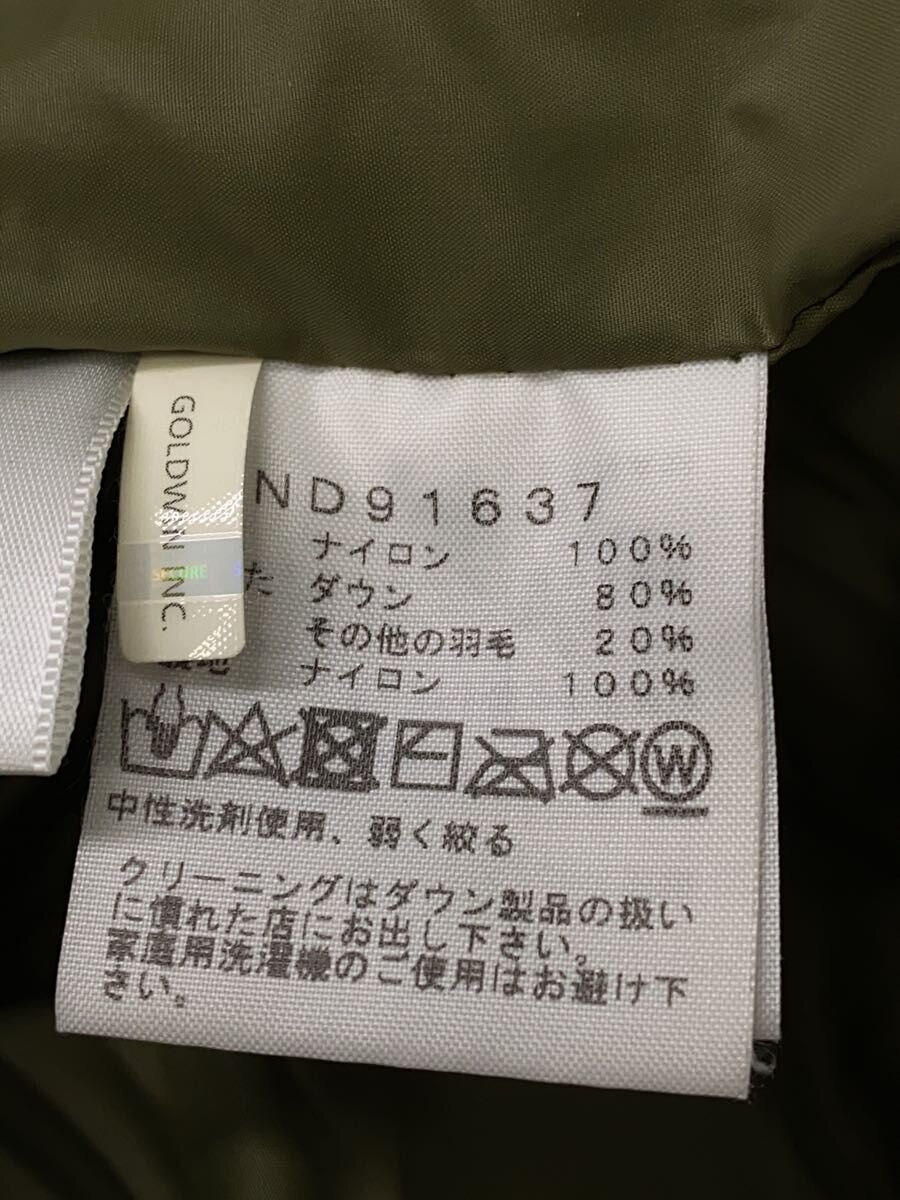 GOLDWIN INC.
SECURE
ND91637
ナイロン 100%
た ダウン 80%
その他の羽毛 20%
地 ナイロン 100%
W
中性洗剤使用、弱く絞る
クリーニングはダウン製品の扱い
に慣れた店にお出し下さい。
家庭用洗濯機のご使用はお避け下
さい。